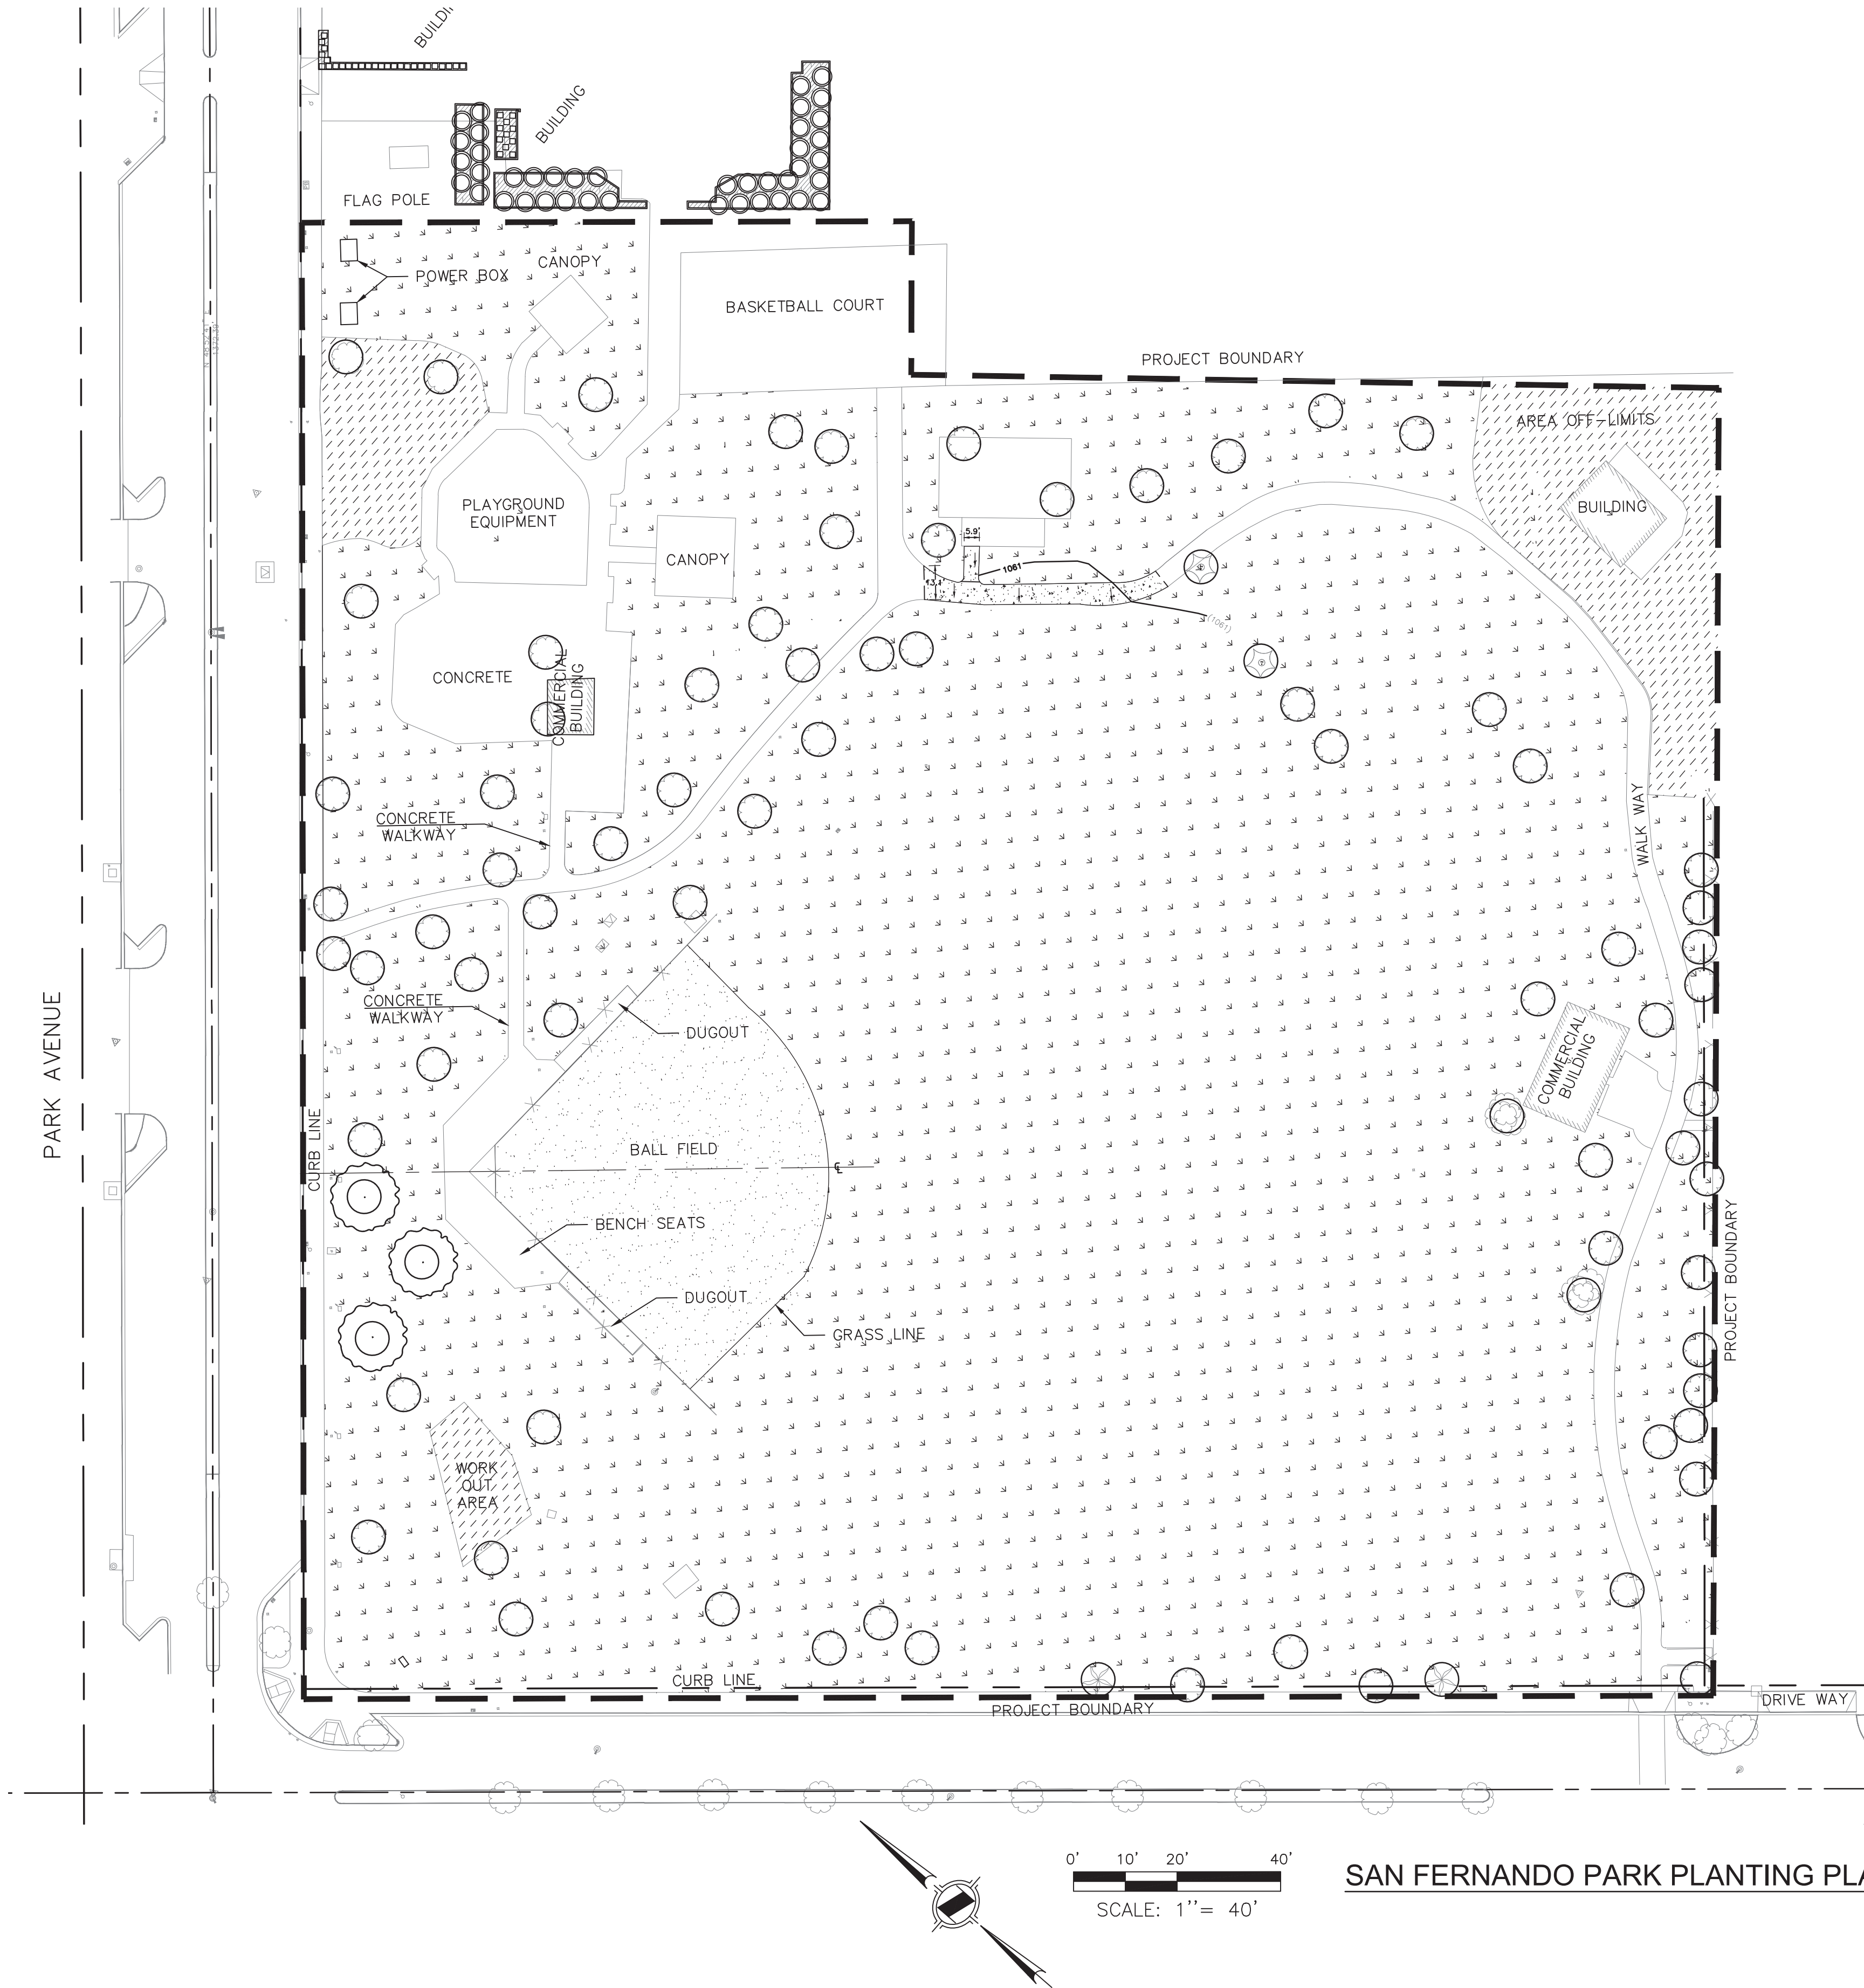 BUILDIN
BUILDING
FLAG POLE
POWER BOX
CANOPY
BASKETBALL COURT
PROJECT BOUNDARY
AREA OFF-LIMITS
BUILDING
PLAYGROUND
EQUIPMENT
CANOPY
5.9'
1061
(1061)
CONCRETE
COMMERCIAL
BUILDING
CONCRETE
WALKWAY
WALK WAY
CONCRETE
WALKWAY
DUGOUT
COMMERCIAL
BUILDING
PARK AVENUE
CURB LINE
BALL FIELD
BENCH SEATS
DUGOUT
GRASS LINE
PROJECT BOUNDARY
WORK
OUT
AREA
CURB LINE
PROJECT BOUNDARY
DRIVE WAY
0' 10' 20' 40'
SCALE: 1''= 40'
SAN FERNANDO PARK PLANTING PLA